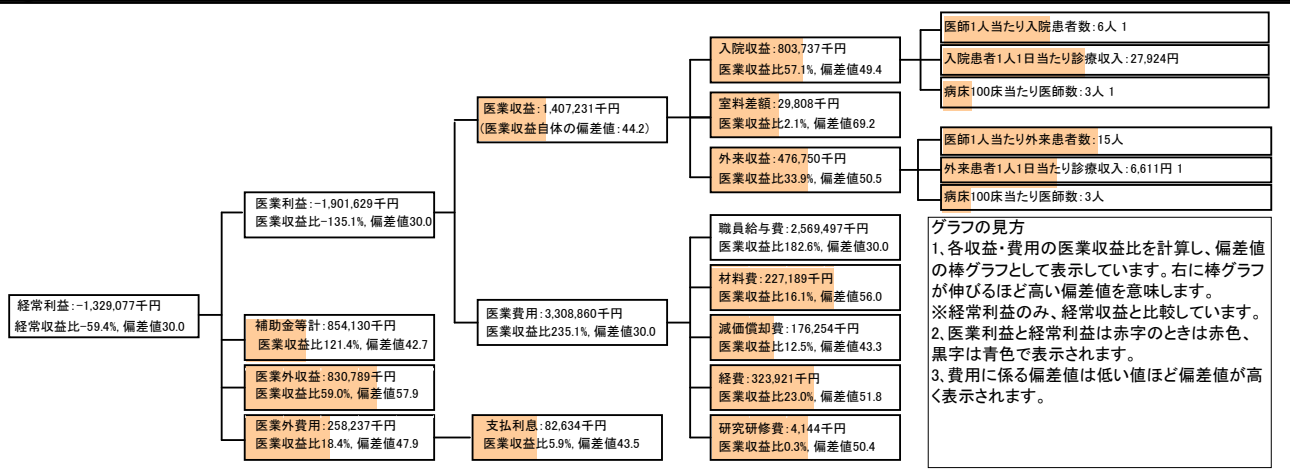 経常利益：-1,329,077千円
経常収益比-59.4%, 偏差値30.0
医業利益：-1,901,629千円
医業収益比-135.1%, 偏差値30.0
補助金等計：854,130千円
医業収益比121.4%, 偏差値42.7
医業外収益：830,789千円
医業収益比59.0%, 偏差値57.9
医業外費用：258,237千円
医業収益比18.4%, 偏差値47.9
支払利息：82,634千円
医業収益比5.9%, 偏差値43.5
医業収益：1,407,231千円
(医業収益自体の偏差値：44.2)
医業費用：3,308,860千円
医業収益比235.1%, 偏差値30.0
入院収益：803,737千円
医業収益比57.1%, 偏差値49.4
室料差額：29,808千円
医業収益比2.1%, 偏差値69.2
外来収益：476,750千円
医業収益比33.9%, 偏差値50.5
職員給与費：2,569,497千円
医業収益比182.6%, 偏差値30.0
材料費：227,189千円
医業収益比16.1%, 偏差値56.0
減価償却費：176,254千円
医業収益比12.5%, 偏差値43.3
経費：323,921千円
医業収益比23.0%, 偏差値51.8
研究研修費：4,144千円
医業収益比0.3%, 偏差値50.4
医師1人当たり入院患者数：6人 1
入院患者1人1日当たり診療収入：27,924円
病床100床当たり医師数：3人 1
医師1人当たり外来患者数：15人
外来患者1人1日当たり診療収入：6,611円 1
病床100床当たり医師数：3人
グラフの見方
1、各収益・費用の医業収益比を計算し、偏差値
の棒グラフとして表示しています。右に棒グラフ
が伸びるほど高い偏差値を意味します。
※経常利益のみ、経常収益と比較しています。
2、医業利益と経常利益は赤字のときは赤色、
黒字は青色で表示されます。
3、費用に係る偏差値は低い値ほど偏差値が高
く表示されます。